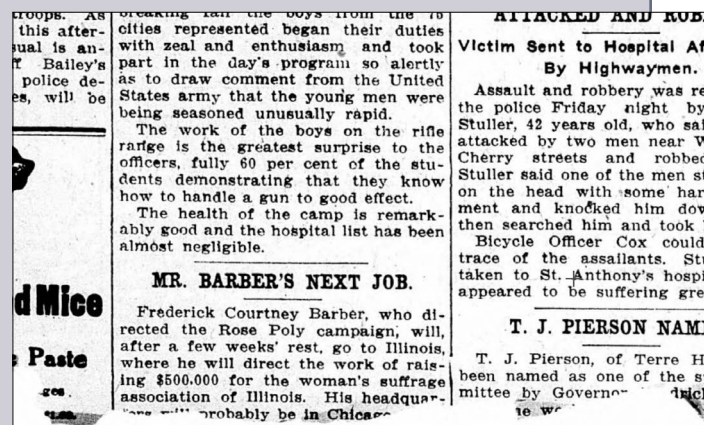 troops. As
this after-
sual is an-
Bailey's
police de-
es, will be
d Mice
Paste
breaking fall the boys from the 75
cities represented began their duties
with zeal and enthusiasm and took
part in the day's program so alertly
as to draw comment from the United
States army that the young men were
being seasoned unusually rapid.
The work of the boys on the rifle
range is the greatest surprise to the
officers, fully 60 per cent of the stu-
dents demonstrating that they know
how to handle a gun to good effect.
The health of the camp is remark-
ably good and the hospital list has been
almost negligible.
MR. BARBER'S NEXT JOB.
Frederick Courtney Barber, who di-
rected the Rose Poly campaign, will,
after a few weeks' rest, go to Illinois,
where he will direct the work of rais-
ing $500.000 for the woman's suffrage
association of Illinois. His headquar-
probably be in
ATTACKED AND ROB
Victim Sent to Hospital Af
By Highwaymen.
Assault and robbery was re
the police Friday night by
Stuller, 42 years old, who sai
attacked by two men near W
Cherry streets and robbed
Stuller said one of the men st
on the head with some har
ment and knocked him dow
then searched him and took
Bicycle Officer Cox could
trace of the assailants. Stu
taken to St. Anthony's hospi
appeared to be suffering gre
T. J. PIERSON NAM
T. J. Pierson, of Terre H
been named as one of the s
mittee by